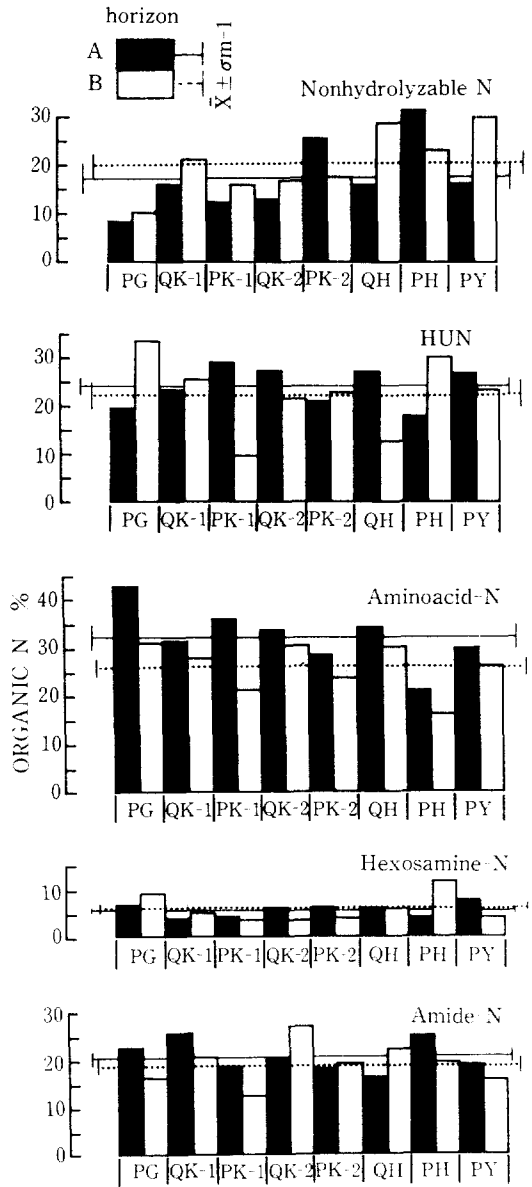 horizon
A
B
X̄ ± σm-1
Nonhydrolyzable N
30
20
10
0
PG QK-1 PK-1 QK-2 PK-2 QH PH PY
HUN
30
20
10
0
PG QK-1 PK-1 QK-2 PK-2 QH PH PY
ORGANIC N %
Aminoacid-N
40
30
20
10
0
PG QK-1 PK-1 QK-2 PK-2 QH PH PY
Hexosamine-N
10
0
PG QK-1 PK-1 QK-2 PK-2 QH PH PY
Amide-N
30
20
10
0
PG QK-1 PK-1 QK-2 PK-2 QH PH PY